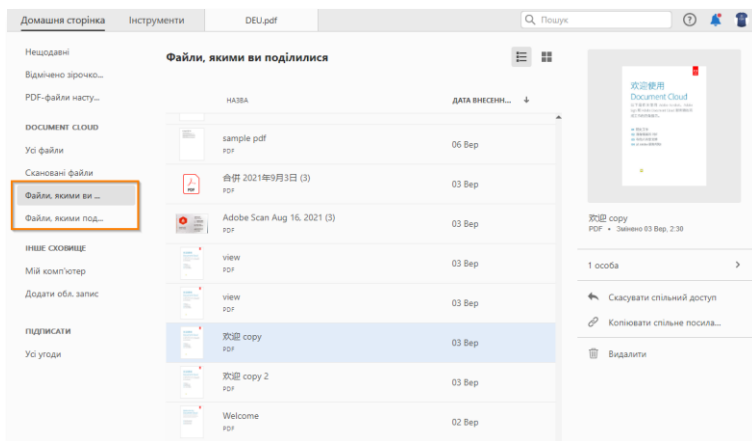 Домашня сторінка
Інструменти
DEU.pdf
Пошук
Нещодавні
Відмічено зірочко...
PDF-файли насту...
DOCUMENT CLOUD
Усі файли
Скановані файли
Файли, якими ви ...
Файли, якими под...
ІНШЕ СХОВИЩЕ
Мій комп'ютер
Додати обл. запис
ПІДПИСАТИ
Усі угоди
Файли, якими ви поділилися
НАЗВА
ДАТА ВНЕСЕНН...
sample pdf
PDF
06 Вер
合併 2021年9月3日 (3)
PDF
03 Вер
Adobe Scan Aug 16, 2021 (3)
PDF
03 Вер
view
PDF
03 Вер
view
PDF
03 Вер
欢迎 copy
PDF
03 Вер
欢迎 copy 2
PDF
03 Вер
Welcome
PDF
02 Вер
欢迎使用
Document Cloud
欢迎 copy
PDF • Змінено 03 Вер, 2:30
1 особа
Скасувати спільний доступ
Копіювати спільне посила...
Видалити